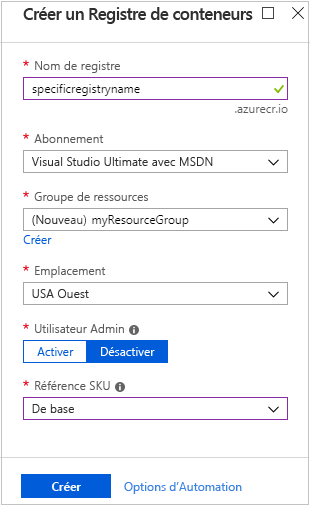 Créer un Registre de conteneurs
* Nom de registre
specificregistryname
.azurecr.io
* Abonnement
Visual Studio Ultimate avec MSDN
* Groupe de ressources
(Nouveau) myResourceGroup
Créer
* Emplacement
USA Ouest
* Utilisateur Admin
Activer Désactiver
* Référence SKU
De base
Créer Options d'Automation